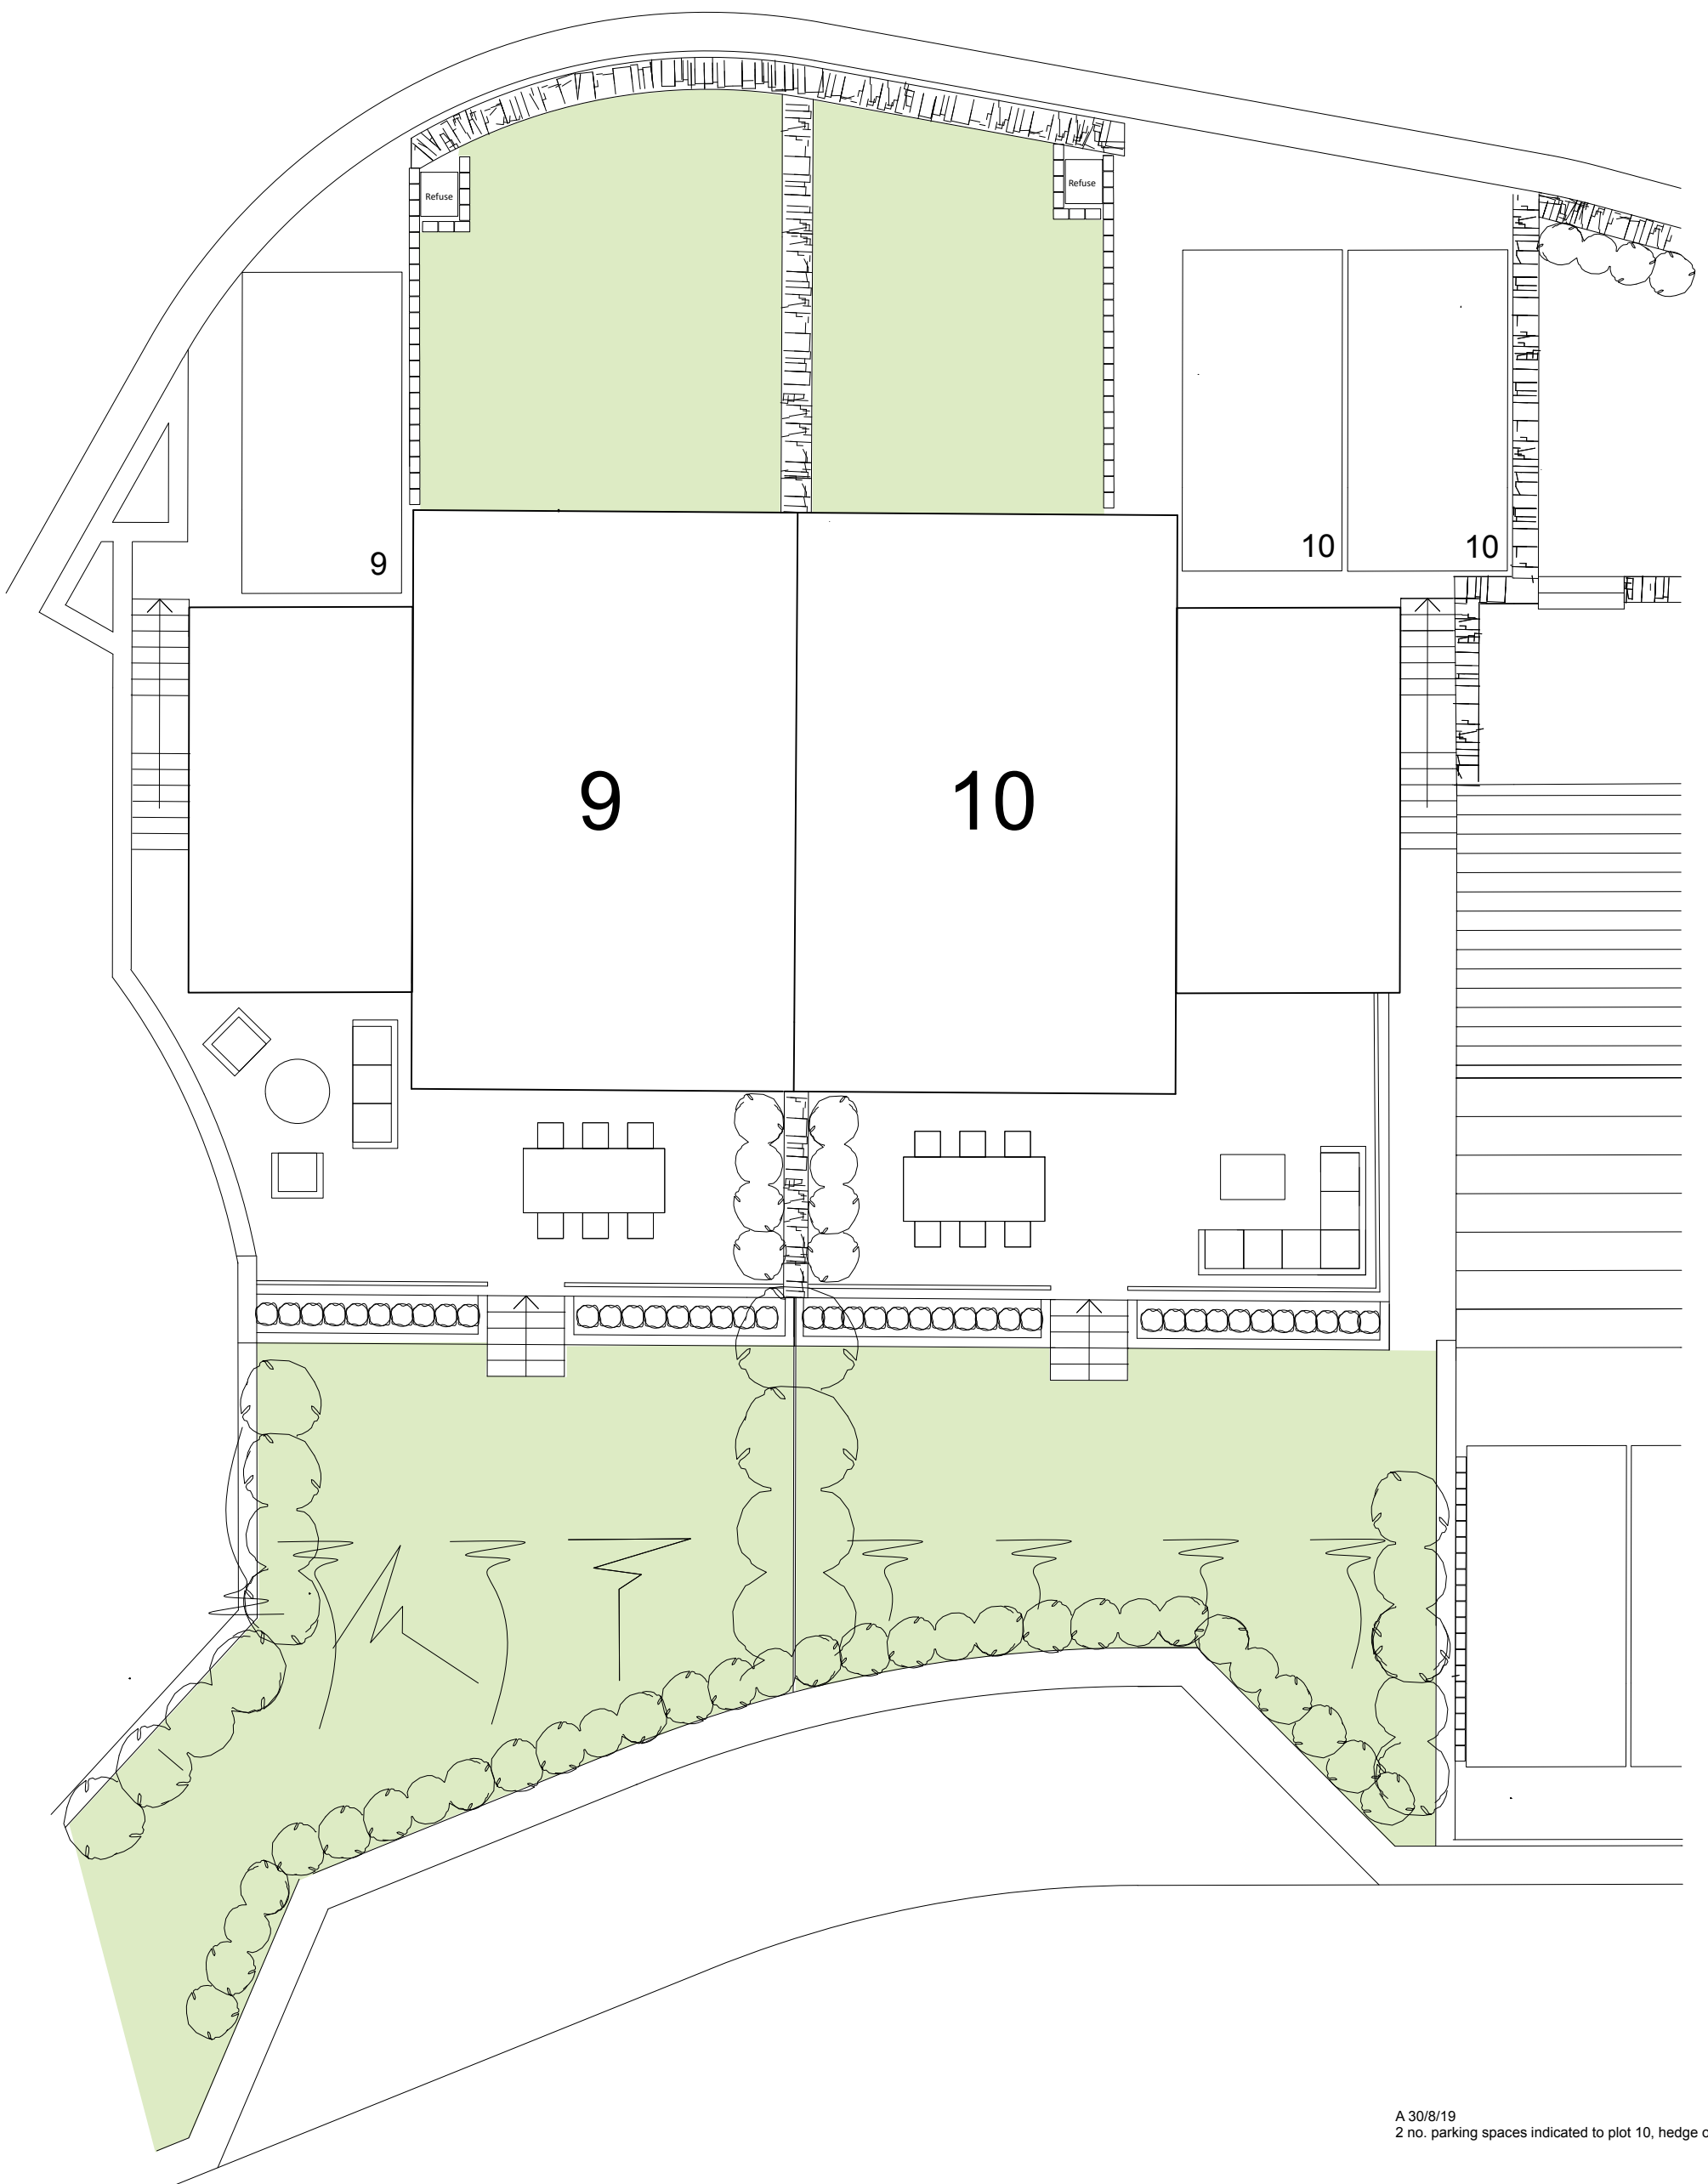 Refuse
Refuse
9
10
10
9
10
A 30/8/19
2 no. parking spaces indicated to plot 10, hedge